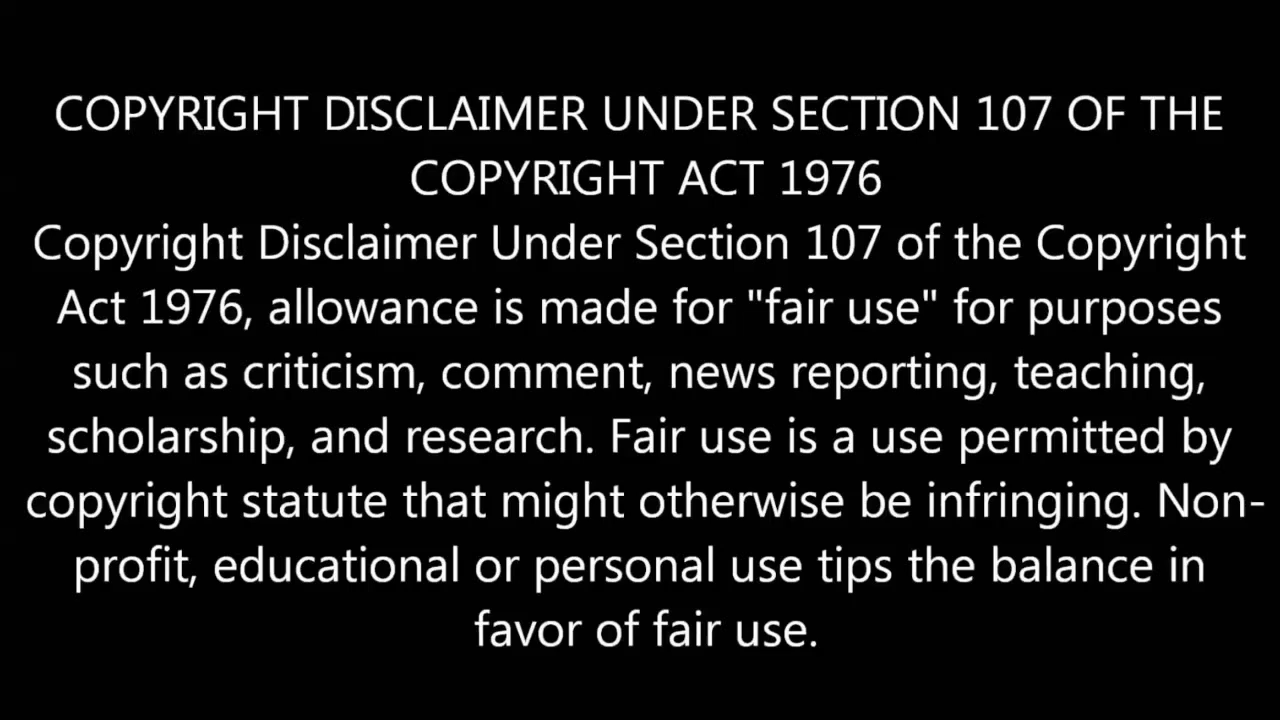 COPYRIGHT DISCLAIMER UNDER SECTION 107 OF THE
COPYRIGHT ACT 1976
Copyright Disclaimer Under Section 107 of the Copyright
Act 1976, allowance is made for "fair use" for purposes
such as criticism, comment, news reporting, teaching,
scholarship, and research. Fair use is a use permitted by
copyright statute that might otherwise be infringing. Non-
profit, educational or personal use tips the balance in
favor of fair use.